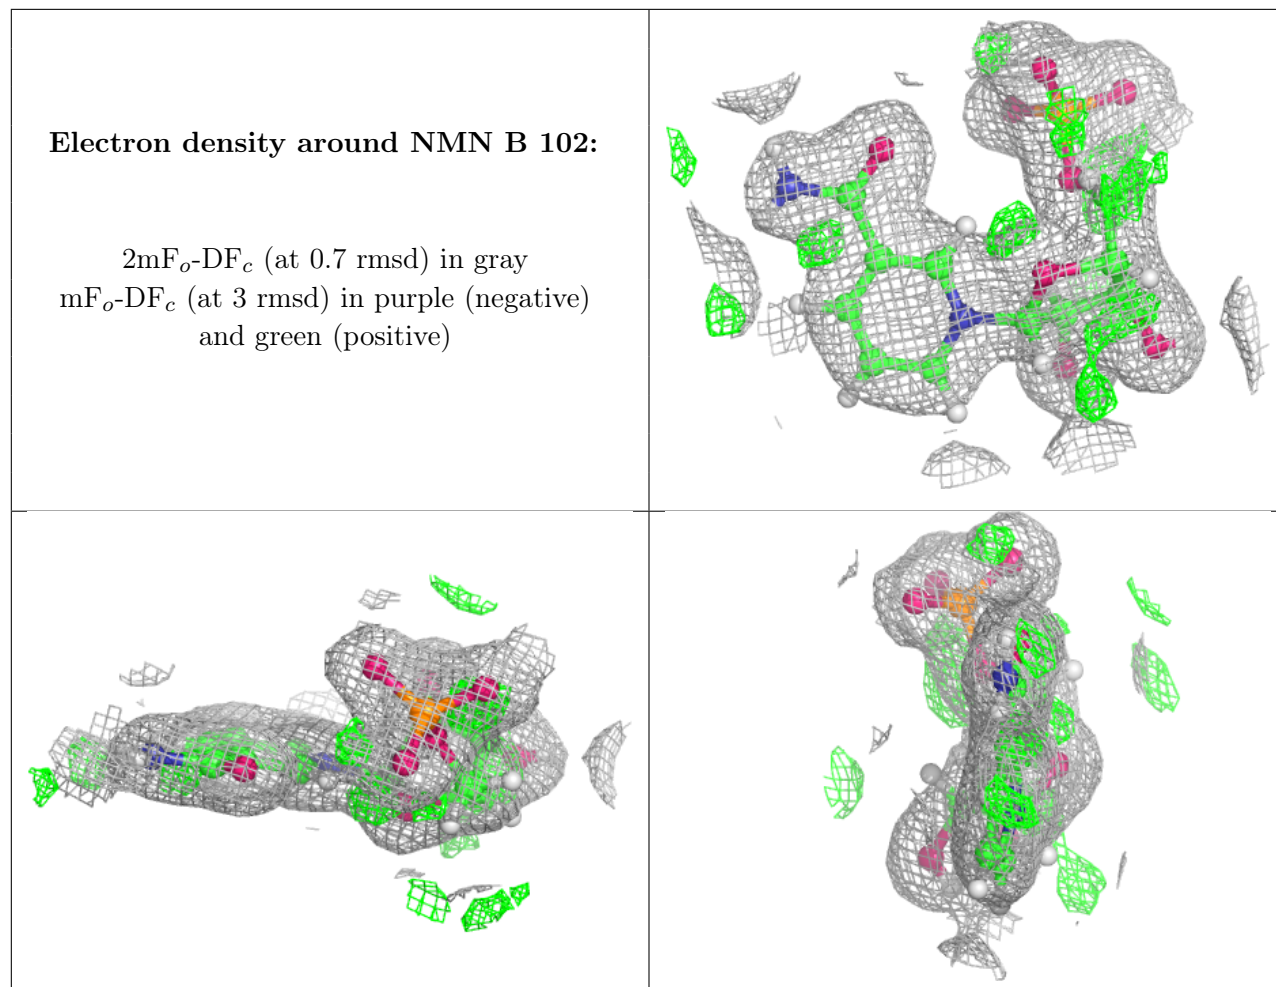 Electron density around NMN B 102:
2mFo-DFc (at 0.7 rmsd) in gray
mFo-DFc (at 3 rmsd) in purple (negative)
and green (positive)